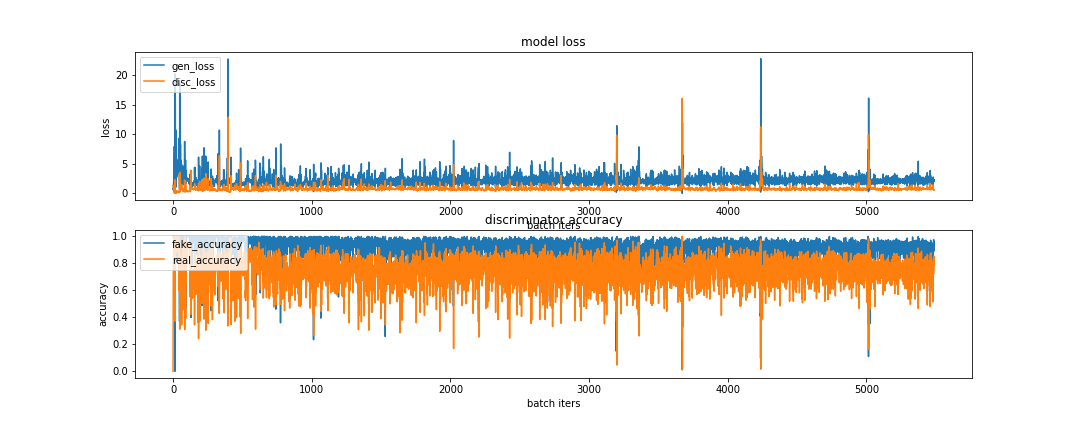 model loss
gen_loss
disc_loss
loss
20
15
10
5
0
0 1000 2000 3000 4000 5000
batch iters
discriminator accuracy
fake_accuracy
real_accuracy
accuracy
1.0
0.8
0.6
0.4
0.2
0.0
0 1000 2000 3000 4000 5000
batch iters